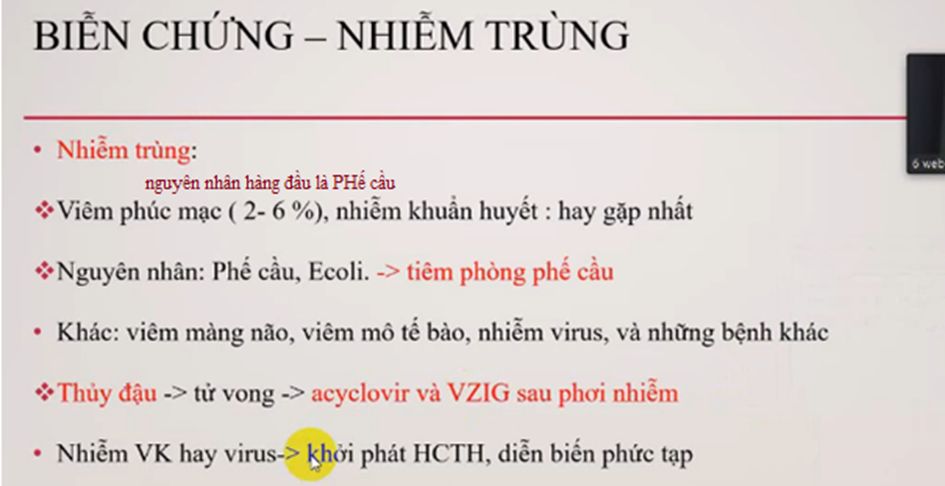 BIỄN CHỨNG – NHIỄM TRÙNG
• Nhiễm trùng:
nguyên nhân hàng đầu là PHế cầu
❖Viêm phúc mạc ( 2- 6 %), nhiễm khuẩn huyết : hay gặp nhất
❖Nguyên nhân: Phế cầu, Ecoli. -> tiêm phòng phế cầu
• Khác: viêm màng não, viêm mô tế bào, nhiễm virus, và những bệnh khác
❖Thủy đậu -> tử vong -> acyclovir và VZIG sau phơi nhiễm
• Nhiễm VK hay virus-> khởi phát HCTH, diễn biến phức tạp
6 web